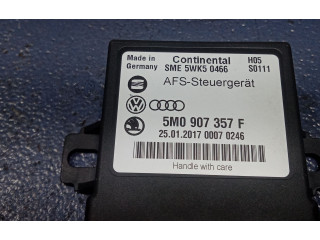 Made in Continental H05
Germany SME 5WK5 0466 S0111
AFS-Steuergerät
5M0 907 357 F
25.01.2017 0007 0246
Handle with care